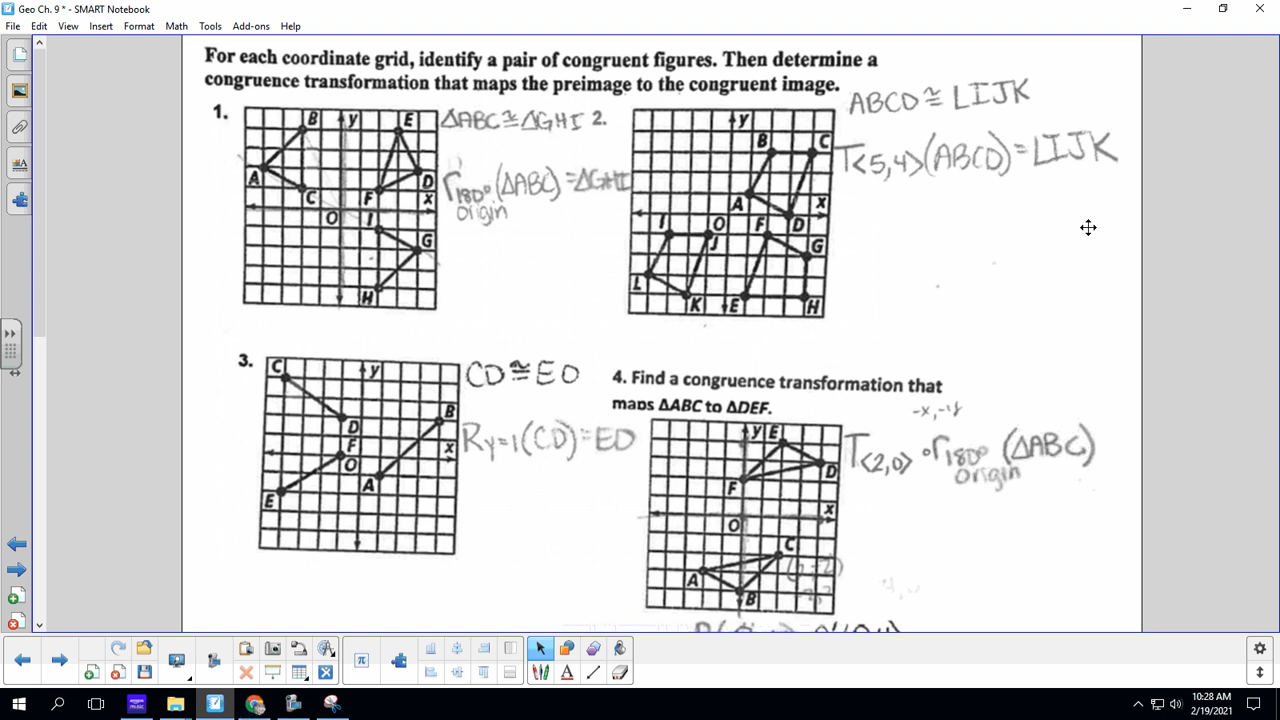 Geo Ch. 9 * - SMART Notebook
File Edit View Insert Format Math Tools Add-ons Help
For each coordinate grid, identify a pair of congruent figures. Then determine a
congruence transformation that maps the preimage to the congruent image.
1.
B y E
A C F D x
O I G
H
ΔABC ≅ ΔGHI
r180° (ΔABC) = ΔGHI
origin
2.
y B C
A x
I O F D
J G
L K E H
ABCD ≅ LIJK
T<5,4>(ABCD) = LIJK
3.
C y
D B
F x
O A
E
CD ≅ EO
Ry=1(CD) = EO
4. Find a congruence transformation that
maps ΔABC to ΔDEF.
-x, -y
y E
F D
x
O
C
A B
T<2,0> ∘ r180° (ΔABC)
origin
π
A
10:28 AM
2/19/2021